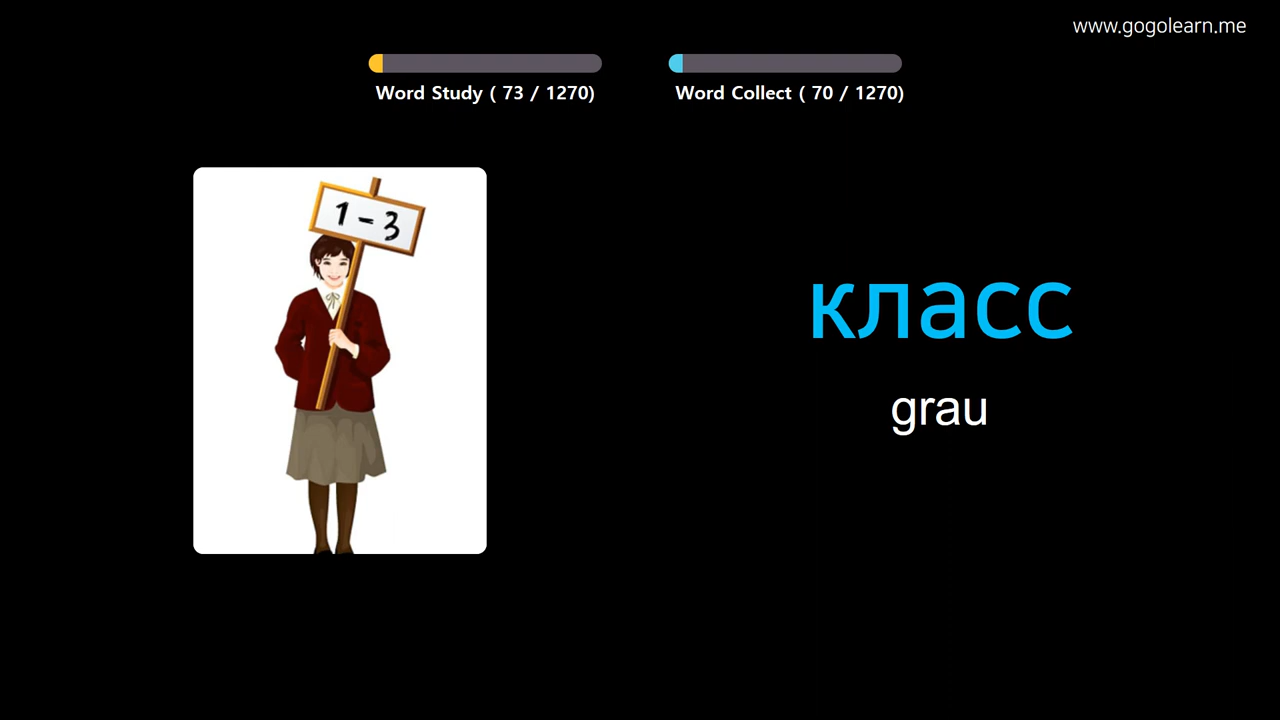 www.gogolearn.me
Word Study ( 73 / 1270)
Word Collect ( 70 / 1270)
1 - 3
класс
grau